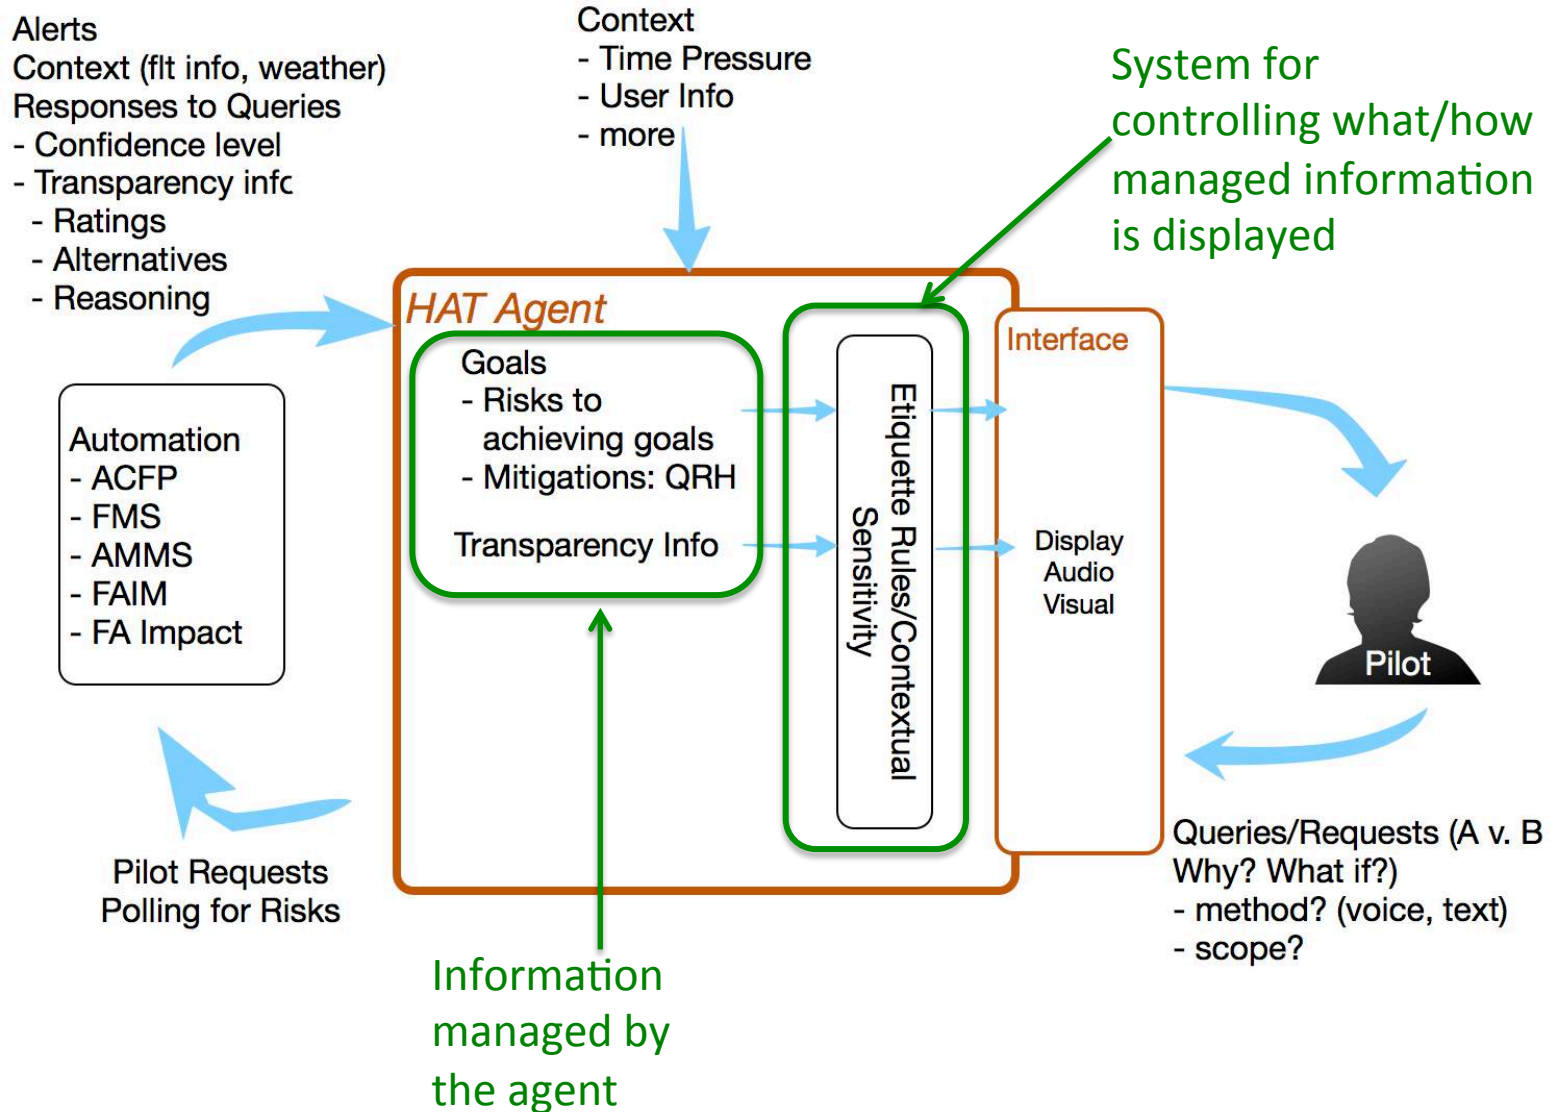 Alerts
Context (flt info, weather)
Responses to Queries
- Confidence level
- Transparency info
- Ratings
- Alternatives
- Reasoning
Context
- Time Pressure
- User Info
- more
System for
controlling what/how
managed information
is displayed
HAT Agent
Goals
- Risks to
achieving goals
- Mitigations: QRH
Transparency Info
Etiquette Rules/Contextual
Sensitivity
Interface
Display
Audio
Visual
Automation
- ACFP
- FMS
- AMMS
- FAIM
- FA Impact
Pilot
Pilot Requests
Polling for Risks
Queries/Requests (A v. B
Why? What if?)
- method? (voice, text)
- scope?
Information
managed by
the agent